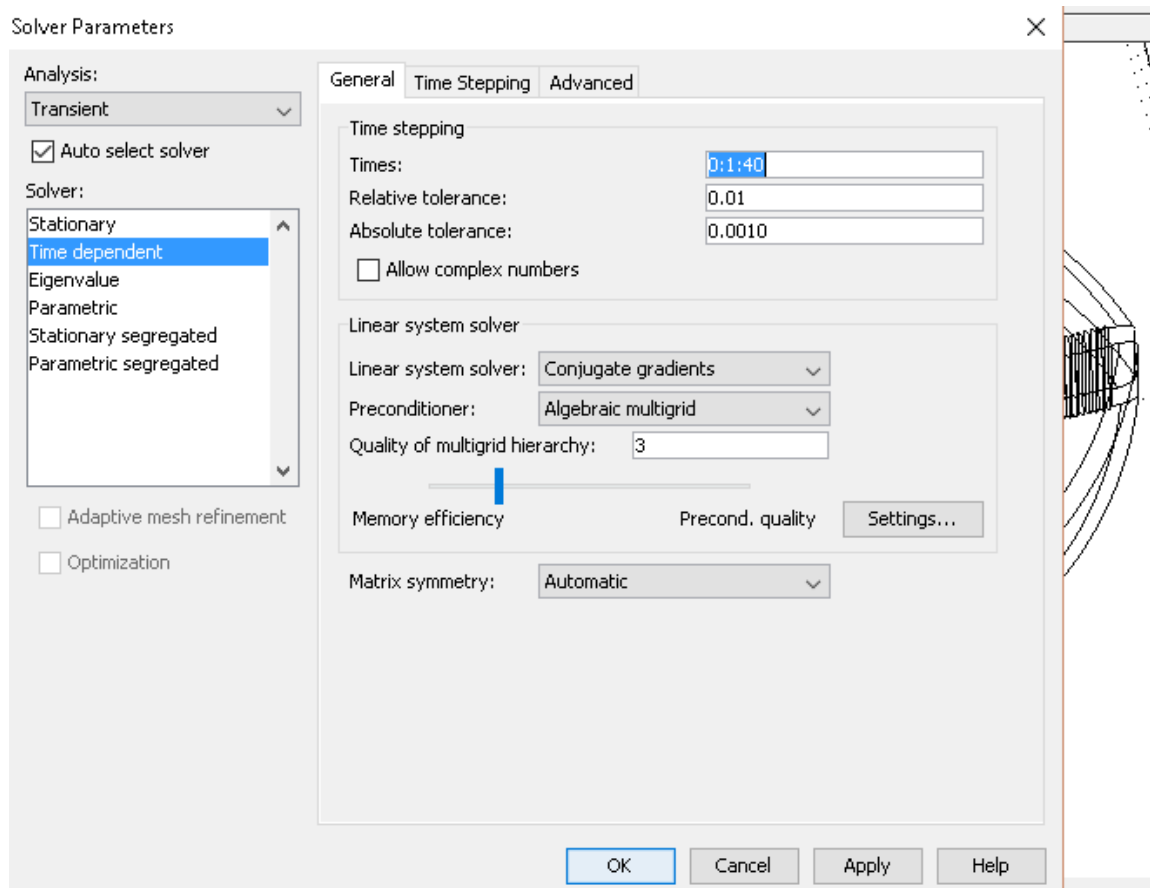 Solver Parameters
Analysis:
Transient
Auto select solver
Solver:
Stationary
Time dependent
Eigenvalue
Parametric
Stationary segregated
Parametric segregated
Adaptive mesh refinement
Optimization
General Time Stepping Advanced
Time stepping
Times: 0:1:40
Relative tolerance: 0.01
Absolute tolerance: 0.0010
Allow complex numbers
Linear system solver
Linear system solver: Conjugate gradients
Preconditioner: Algebraic multigrid
Quality of multigrid hierarchy: 3
Memory efficiency Precond. quality Settings...
Matrix symmetry: Automatic
OK Cancel Apply Help